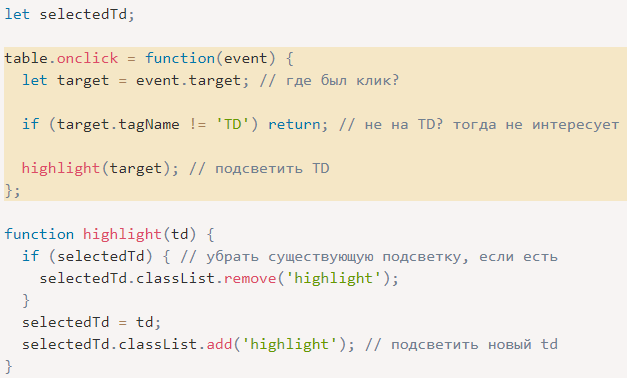 let selectedTd;
table.onclick = function(event) {
let target = event.target; // где был клик?
if (target.tagName != 'TD') return; // не на TD? тогда не интересует
highlight(target); // подсветить TD
};
function highlight(td) {
if (selectedTd) { // убрать существующую подсветку, если есть
selectedTd.classList.remove('highlight');
}
selectedTd = td;
selectedTd.classList.add('highlight'); // подсветить новый td
}